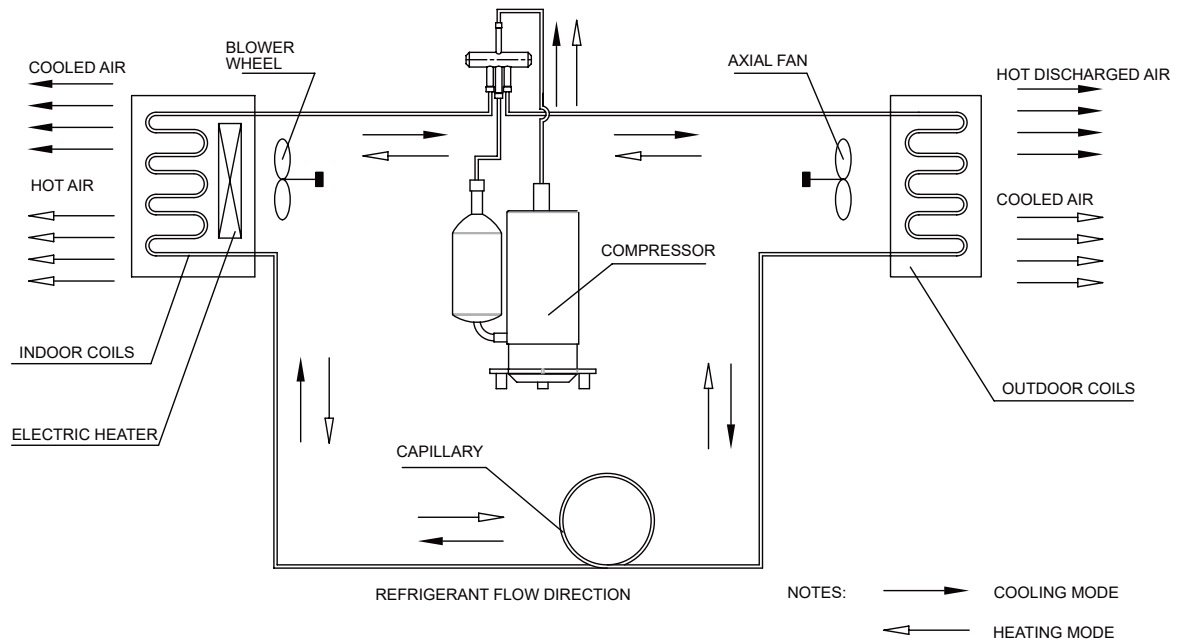 BLOWER
WHEEL
COOLED AIR
AXIAL FAN
HOT DISCHARGED AIR
HOT AIR
COOLED AIR
COMPRESSOR
INDOOR COILS
OUTDOOR COILS
ELECTRIC HEATER
CAPILLARY
REFRIGERANT FLOW DIRECTION
NOTES:
COOLING MODE
HEATING MODE